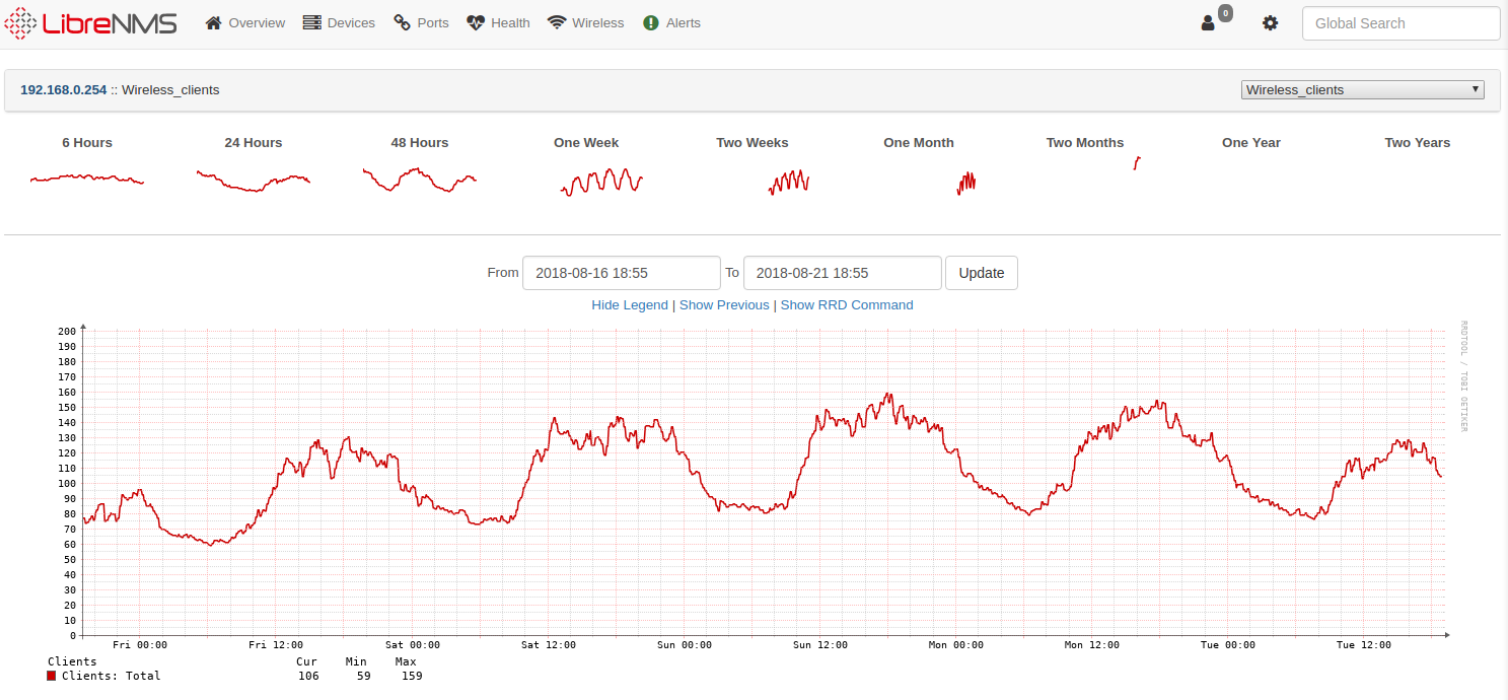 LibreNMS Overview Devices Ports Health Wireless Alerts 0 Global Search
192.168.0.254 :: Wireless_clients Wireless_clients
6 Hours 24 Hours 48 Hours One Week Two Weeks One Month Two Months One Year Two Years
From 2018-08-16 18:55 To 2018-08-21 18:55 Update
Hide Legend | Show Previous | Show RRD Command
200
190
180
170
160
150
140
130
120
110
100
90
80
70
60
50
40
30
20
10
0
RRDTOOL / TOBI OETIKER
Fri 00:00 Fri 12:00 Sat 00:00 Sat 12:00 Sun 00:00 Sun 12:00 Mon 00:00 Mon 12:00 Tue 00:00 Tue 12:00
Clients Cur Min Max
Clients: Total 106 59 159